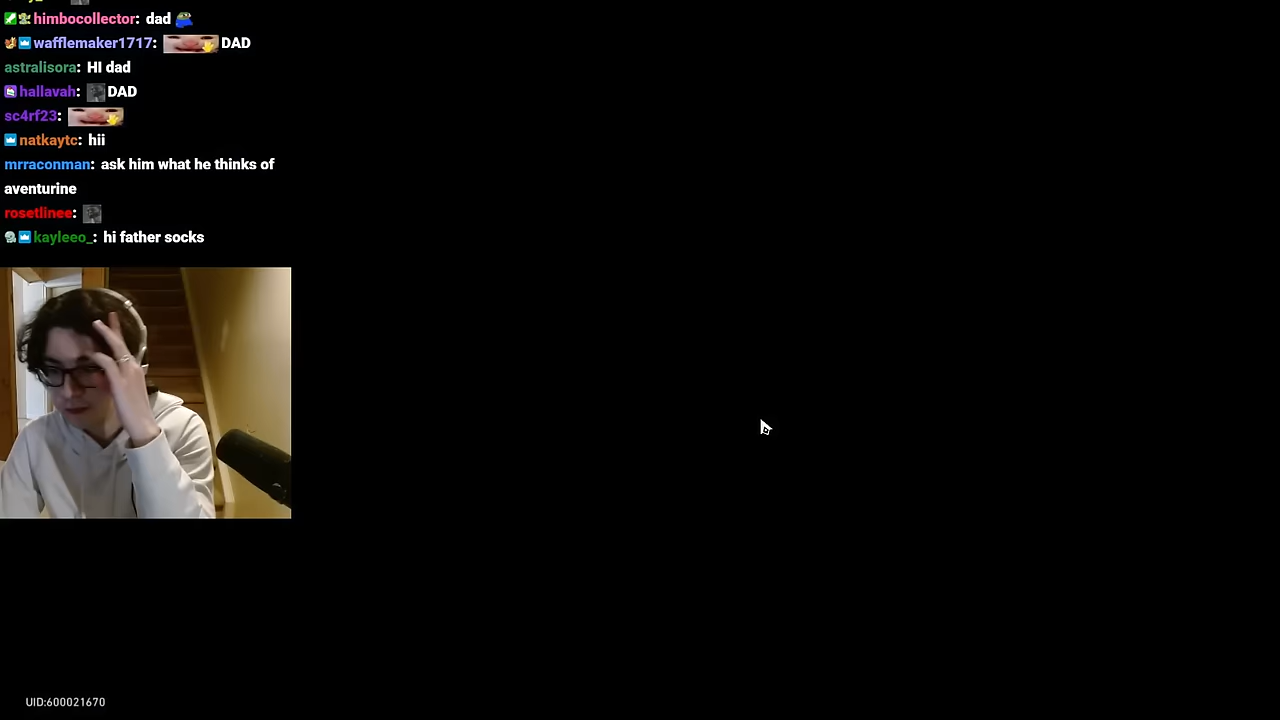 himbocollector: dad
wafflemaker1717: DAD
astralisora: HI dad
hallavah: DAD
sc4rf23:
natkaytc: hii
mrraconman: ask him what he thinks of
aventurine
rosetlinee:
kayleeo_: hi father socks
UID:600021670